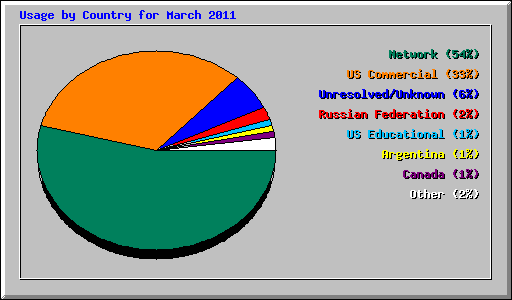 Usage by Country for March 2011
Network (54%)
US Commercial (33%)
Unresolved/Unknown (6%)
Russian Federation (2%)
US Educational (1%)
Argentina (1%)
Canada (1%)
Other (2%)